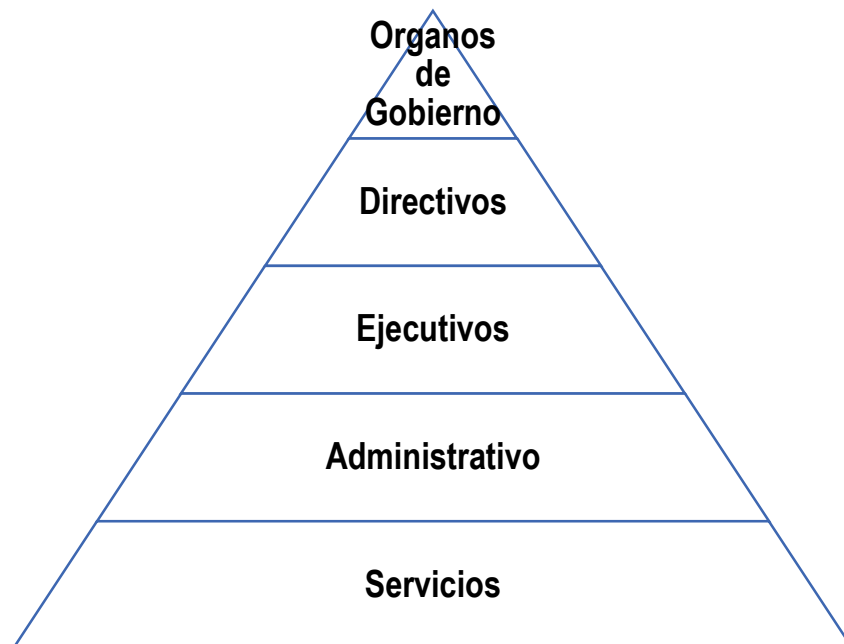 Organos
de
Gobierno
Directivos
Ejecutivos
Administrativo
Servicios